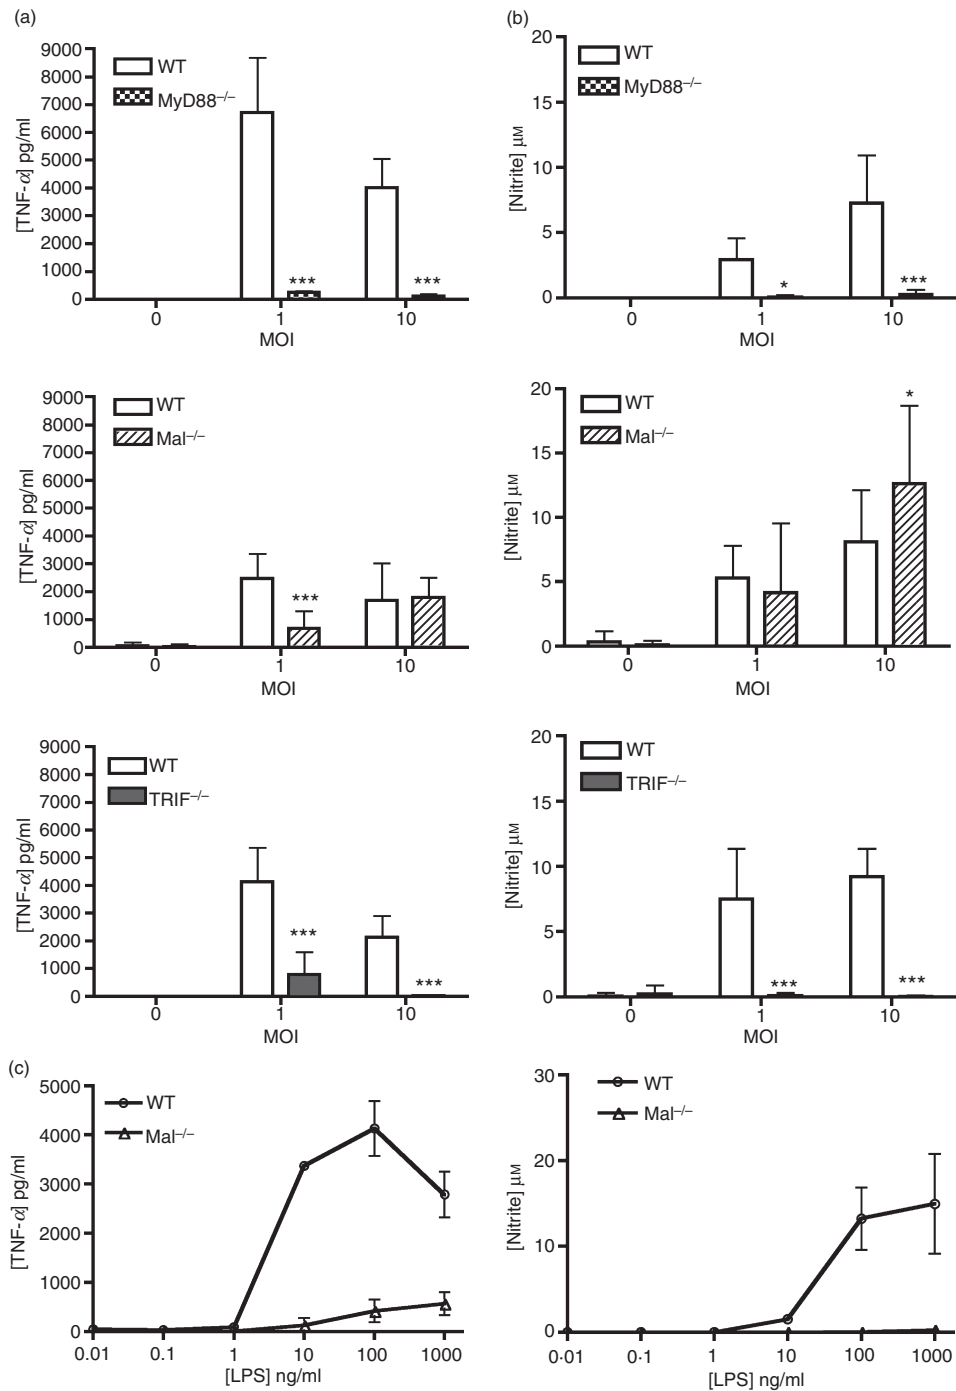 (a)
[TNF-α] pg/ml
9000
8000
7000
6000
5000
4000
3000
2000
1000
0
WT
MyD88–/–
***
***
0 1 10
MOI
(b)
[Nitrite] μM
20
15
10
5
0
WT
MyD88–/–
*
***
0 1 10
MOI
[TNF-α] pg/ml
9000
8000
7000
6000
5000
4000
3000
2000
1000
0
WT
Mal–/–
***
0 1 10
MOI
[Nitrite] μM
20
15
10
5
0
WT
Mal–/–
*
0 1 10
MOI
[TNF-α] pg/ml
9000
8000
7000
6000
5000
4000
3000
2000
1000
0
WT
TRIF–/–
***
***
0 1 10
MOI
[Nitrite] μM
20
15
10
5
0
WT
TRIF–/–
***
***
0 1 10
MOI
(c)
[TNF-α] pg/ml
5000
4000
3000
2000
1000
0
WT
Mal–/–
0.01 0.1 1 10 100 1000
[LPS] ng/ml
[Nitrite] μM
30
20
10
0
WT
Mal–/–
0·01 0·1 1 10 100 1000
[LPS] ng/ml